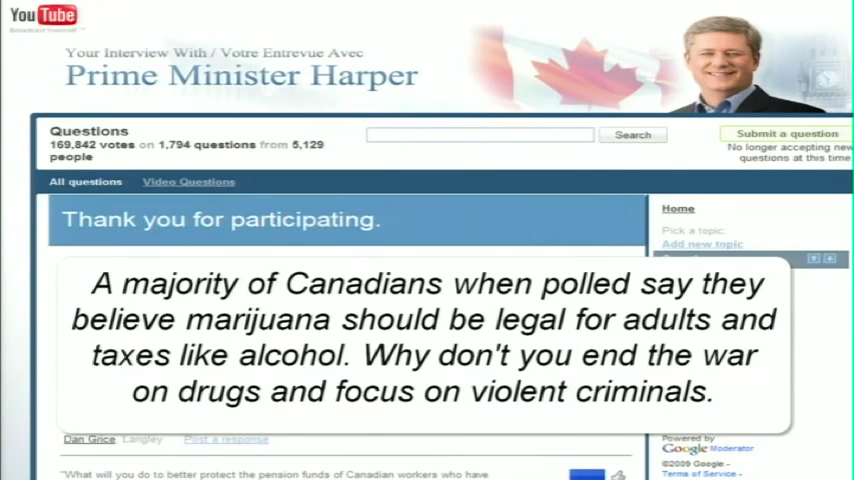 You Tube
Broadcast Yourself ™
Your Interview With / Votre Entrevue Avec
Prime Minister Harper
Questions
169,842 votes on 1,794 questions from 5,129
people
Search
Submit a question
No longer accepting new
questions at this time
All questions Video Questions
Thank you for participating.
Home
Pick a topic:
Add new topic
A majority of Canadians when polled say they
believe marijuana should be legal for adults and
taxes like alcohol. Why don't you end the war
on drugs and focus on violent criminals.
Dan Grice, Langley Post a response
Powered by
Google Moderator
©2009 Google -
Terms of Service -
"What will you do to better protect the pension funds of Canadian workers who have